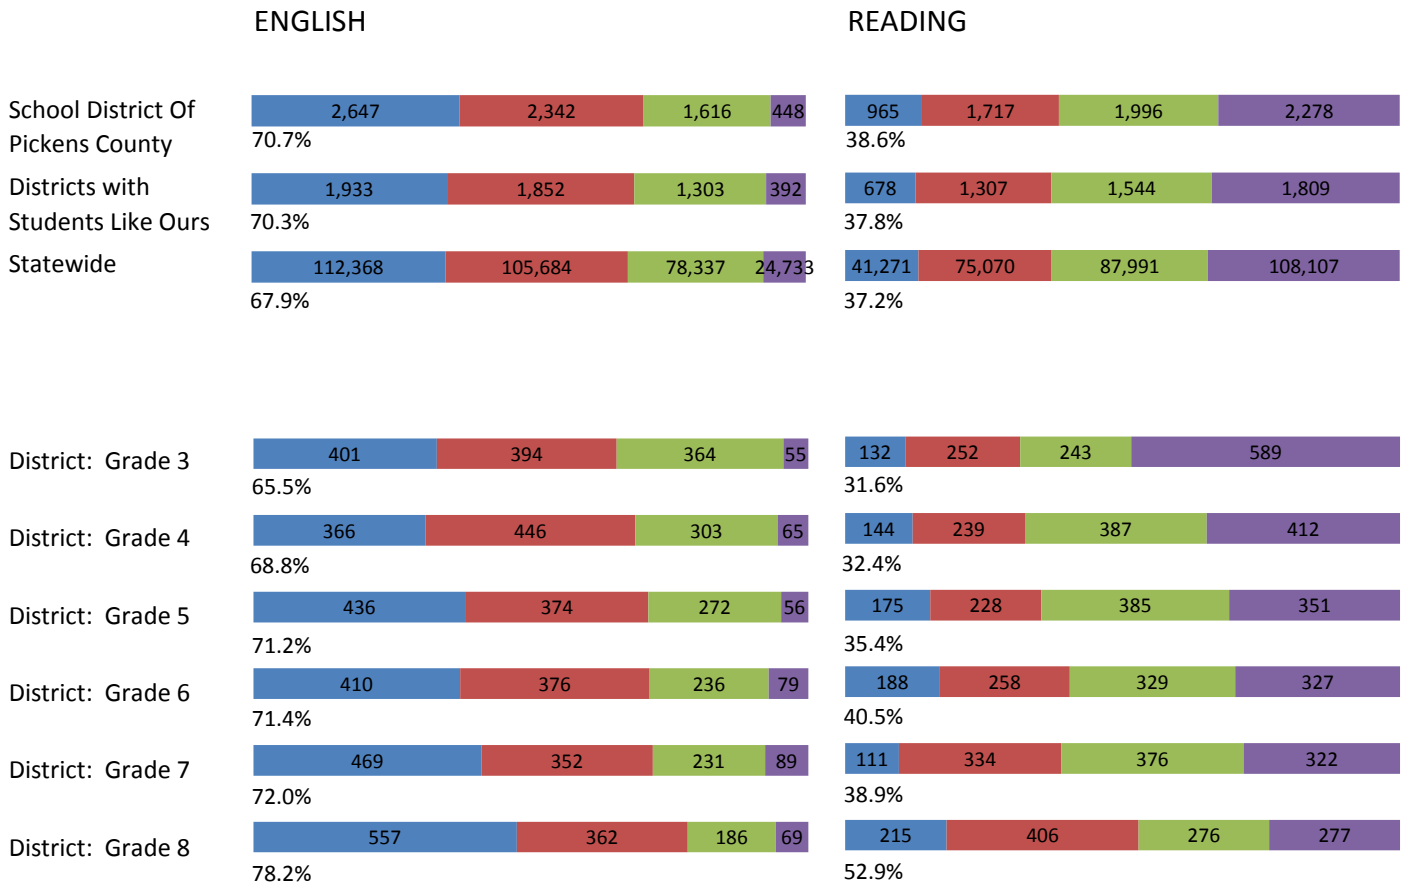 ENGLISH READING
School District Of Pickens County
2,647 2,342 1,616 448
70.7%
965 1,717 1,996 2,278
38.6%
Districts with Students Like Ours
1,933 1,852 1,303 392
70.3%
678 1,307 1,544 1,809
37.8%
Statewide
112,368 105,684 78,337 24,733
67.9%
41,271 75,070 87,991 108,107
37.2%
District: Grade 3
401 394 364 55
65.5%
132 252 243 589
31.6%
District: Grade 4
366 446 303 65
68.8%
144 239 387 412
32.4%
District: Grade 5
436 374 272 56
71.2%
175 228 385 351
35.4%
District: Grade 6
410 376 236 79
71.4%
188 258 329 327
40.5%
District: Grade 7
469 352 231 89
72.0%
111 334 376 322
38.9%
District: Grade 8
557 362 186 69
78.2%
215 406 276 277
52.9%